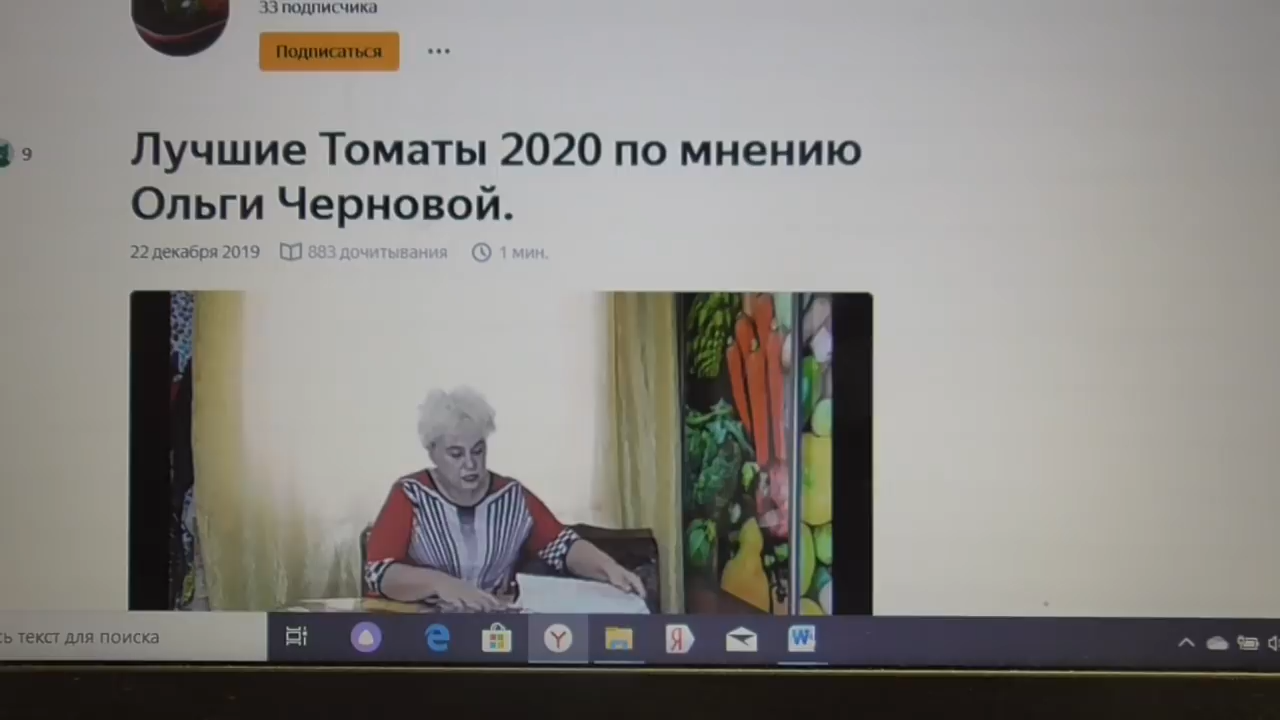 33 подписчика
Подписаться
9
Лучшие Томаты 2020 по мнению
Ольги Черновой.
22 декабря 2019 883 дочитывания 1 мин.
текст для поиска